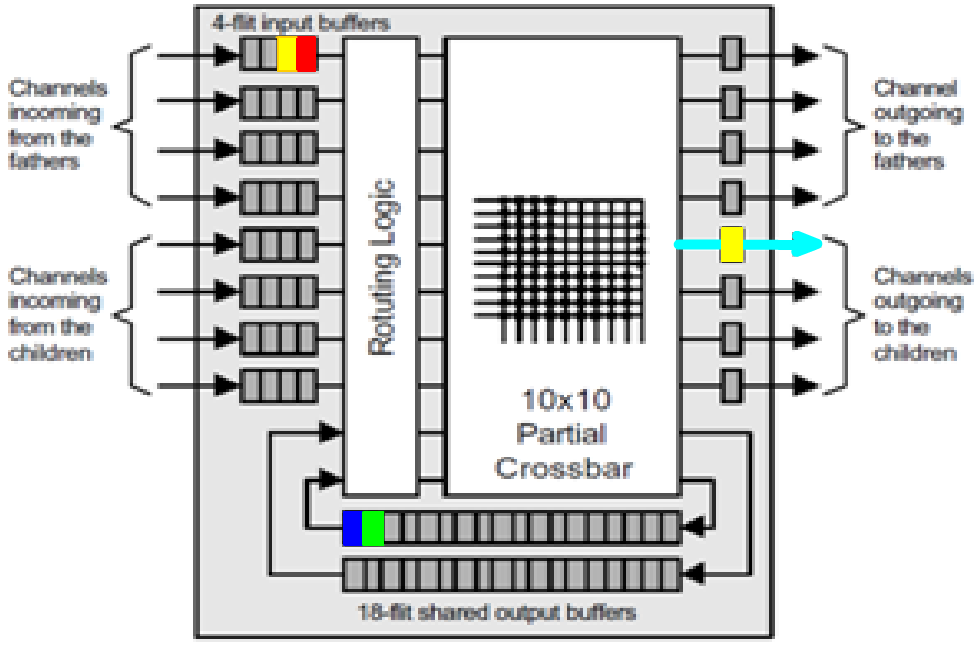 4-flit input buffers
Channels
incoming
from the
fathers
Channels
incoming
from the
children
Rotuting Logic
10x10
Partial
Crossbar
Channel
outgoing
to the
fathers
Channels
outgoing
to the
children
18-flit shared output buffers